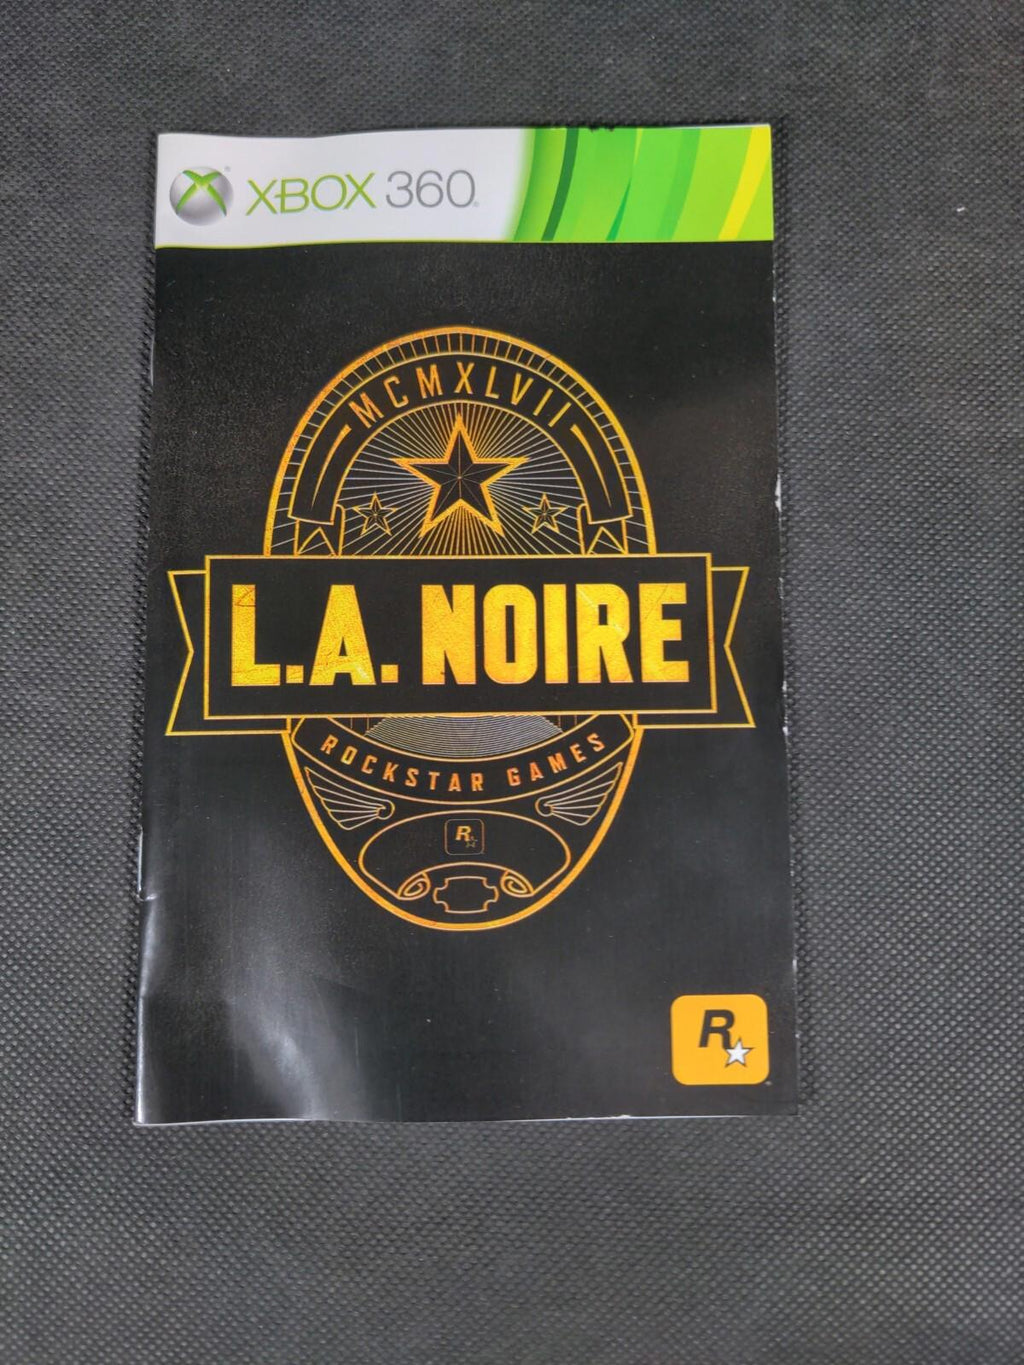 XBOX 360
MCMXLVII
L.A. NOIRE
ROCKSTAR GAMES
R
R